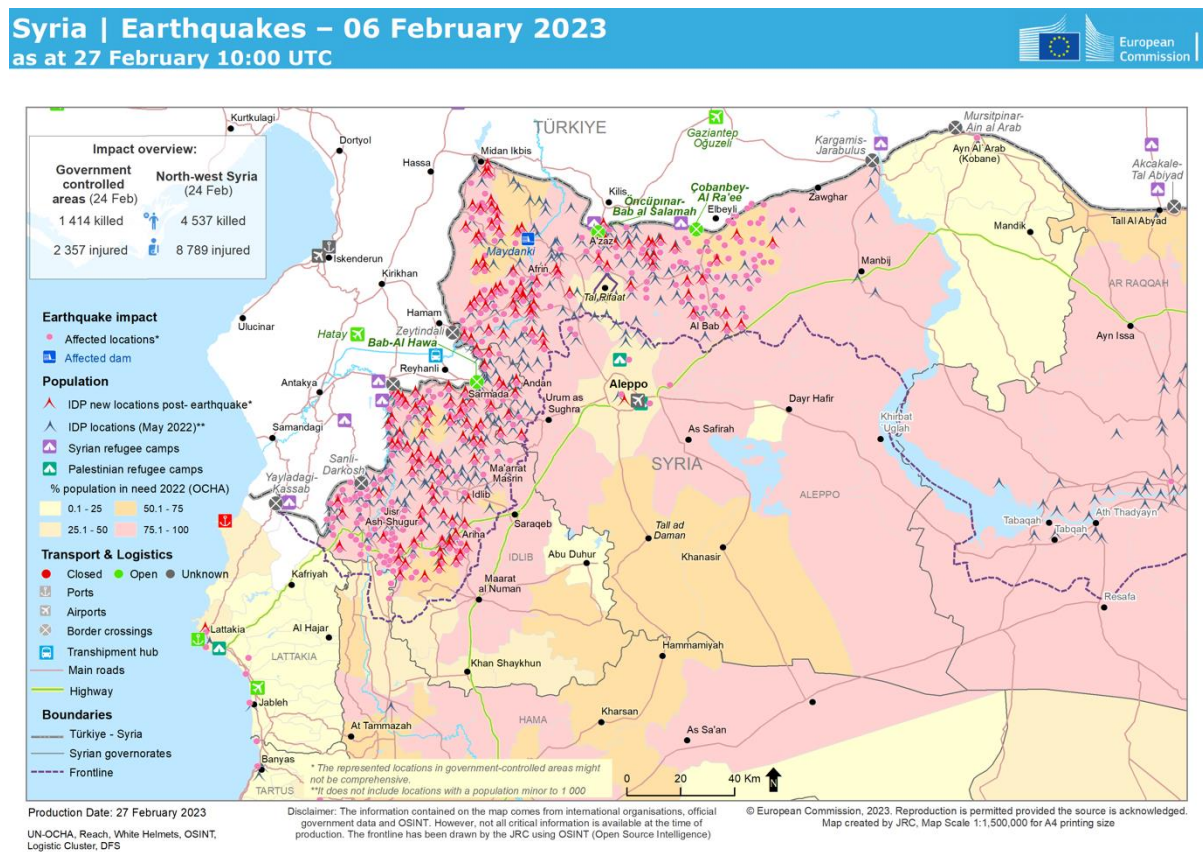 Syria | Earthquakes – 06 February 2023
as at 27 February 10:00 UTC
European
Commission
Impact overview:
Government
controlled
areas (24 Feb)
North-west Syria
(24 Feb)
1 414 killed
4 537 killed
2 357 injured
8 789 injured
Earthquake impact
Affected locations*
Affected dam
Population
IDP new locations post- earthquake*
IDP locations (May 2022)**
Syrian refugee camps
Palestinian refugee camps
% population in need 2022 (OCHA)
0.1 - 25
50.1 - 75
25.1 - 50
75.1 - 100
Transport & Logistics
Closed
Open
Unknown
Ports
Airports
Border crossings
Transhipment hub
Main roads
Highway
Boundaries
Türkiye - Syria
Syrian governorates
Frontline
Kurtkulagi
Dortyol
Hassa
Midan Ikbis
TÜRKIYE
Gaziantep
Oğuzeli
Kargamis-
Jarabulus
Mursitpinar-
Ain al Arab
Ayn Al Arab
(Kobane)
Akcakale-
Tal Abiyad
Tall Al Abyad
Kilis
Öncüpınar-
Bab al Salamah
Çobanbey-
Al Ra'ee
Elbeyli
Zawghar
A'zaz
Maydanki
Afrin
Mandik
Manbij
AR RAQQAH
Ayn Issa
Iskenderun
Kirikhan
Ulucinar
Hamam
Hatay
Zeytindali
Bab-Al Hawa
Reyhanli
Antakya
Samandagi
Sarmada
Tal Rifaat
Al Bab
Andan
Urum as
Sughra
Aleppo
Dayr Hafir
As Safirah
Khirbat
Uglah
SYRIA
ALEPPO
Yayladagi-
Kassab
Sanli-
Darkosh
Ma'arrat
Masrin
Idlib
Jisr
Ash Shugur
Ariha
Saraqeb
IDLIB
Abu Duhur
Tall ad
Daman
Khanasir
Tabaqah
Tabqah
Ath Thadyayn
Resafa
Kafriyah
Maarat
al Numan
Lattakia
Al Hajar
LATTAKIA
Khan Shaykhun
Hammamiyah
Jableh
At Tammazah
HAMA
Kharsan
As Sa'an
Banyas
TARTUS
* The represented locations in government-controlled areas might
not be comprehensive.
**It does not include locations with a population minor to 1 000
0 20 40 Km
N
Production Date: 27 February 2023
UN-OCHA, Reach, White Helmets, OSINT,
Logistic Cluster, DFS
Disclaimer: The information contained on the map comes from international organisations, official
government data and OSINT. However, not all critical information is available at the time of
production. The frontline has been drawn by the JRC using OSINT (Open Source Intelligence)
© European Commission, 2023. Reproduction is permitted provided the source is acknowledged.
Map created by JRC, Map Scale 1:1,500,000 for A4 printing size